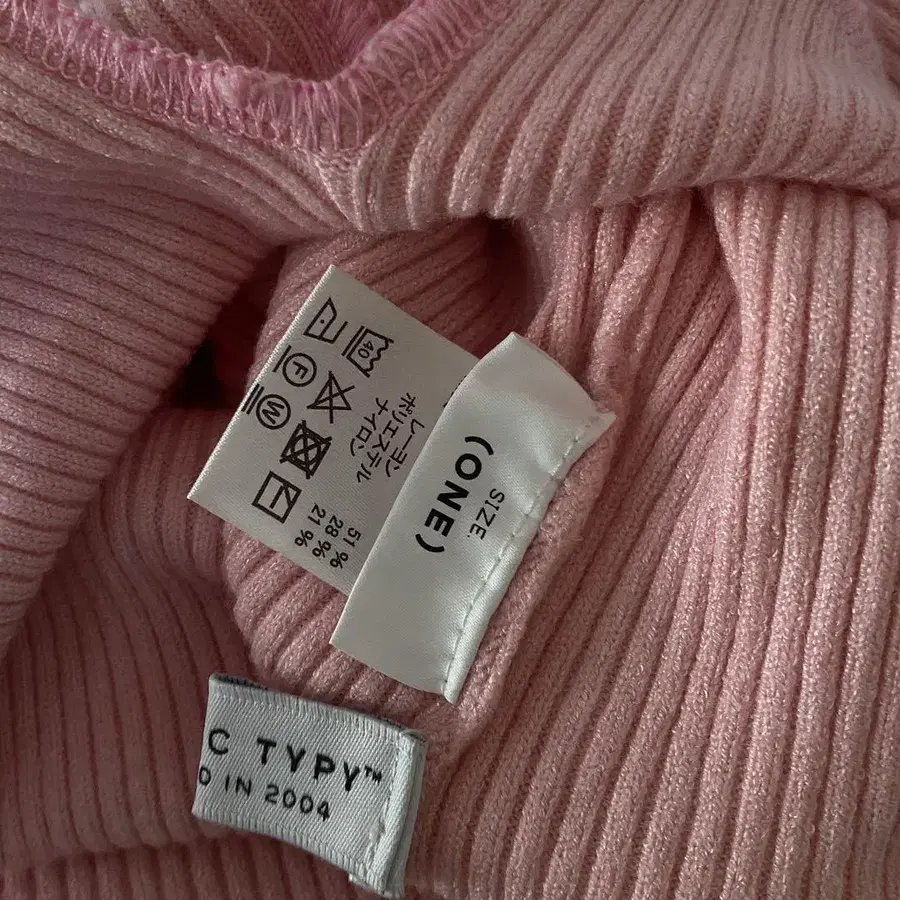 40
F
W
レーヨン 51%
ポリエステル 28%
ナイロン 21%
SIZE.
(ONE)
C TYPY™
D IN 2004